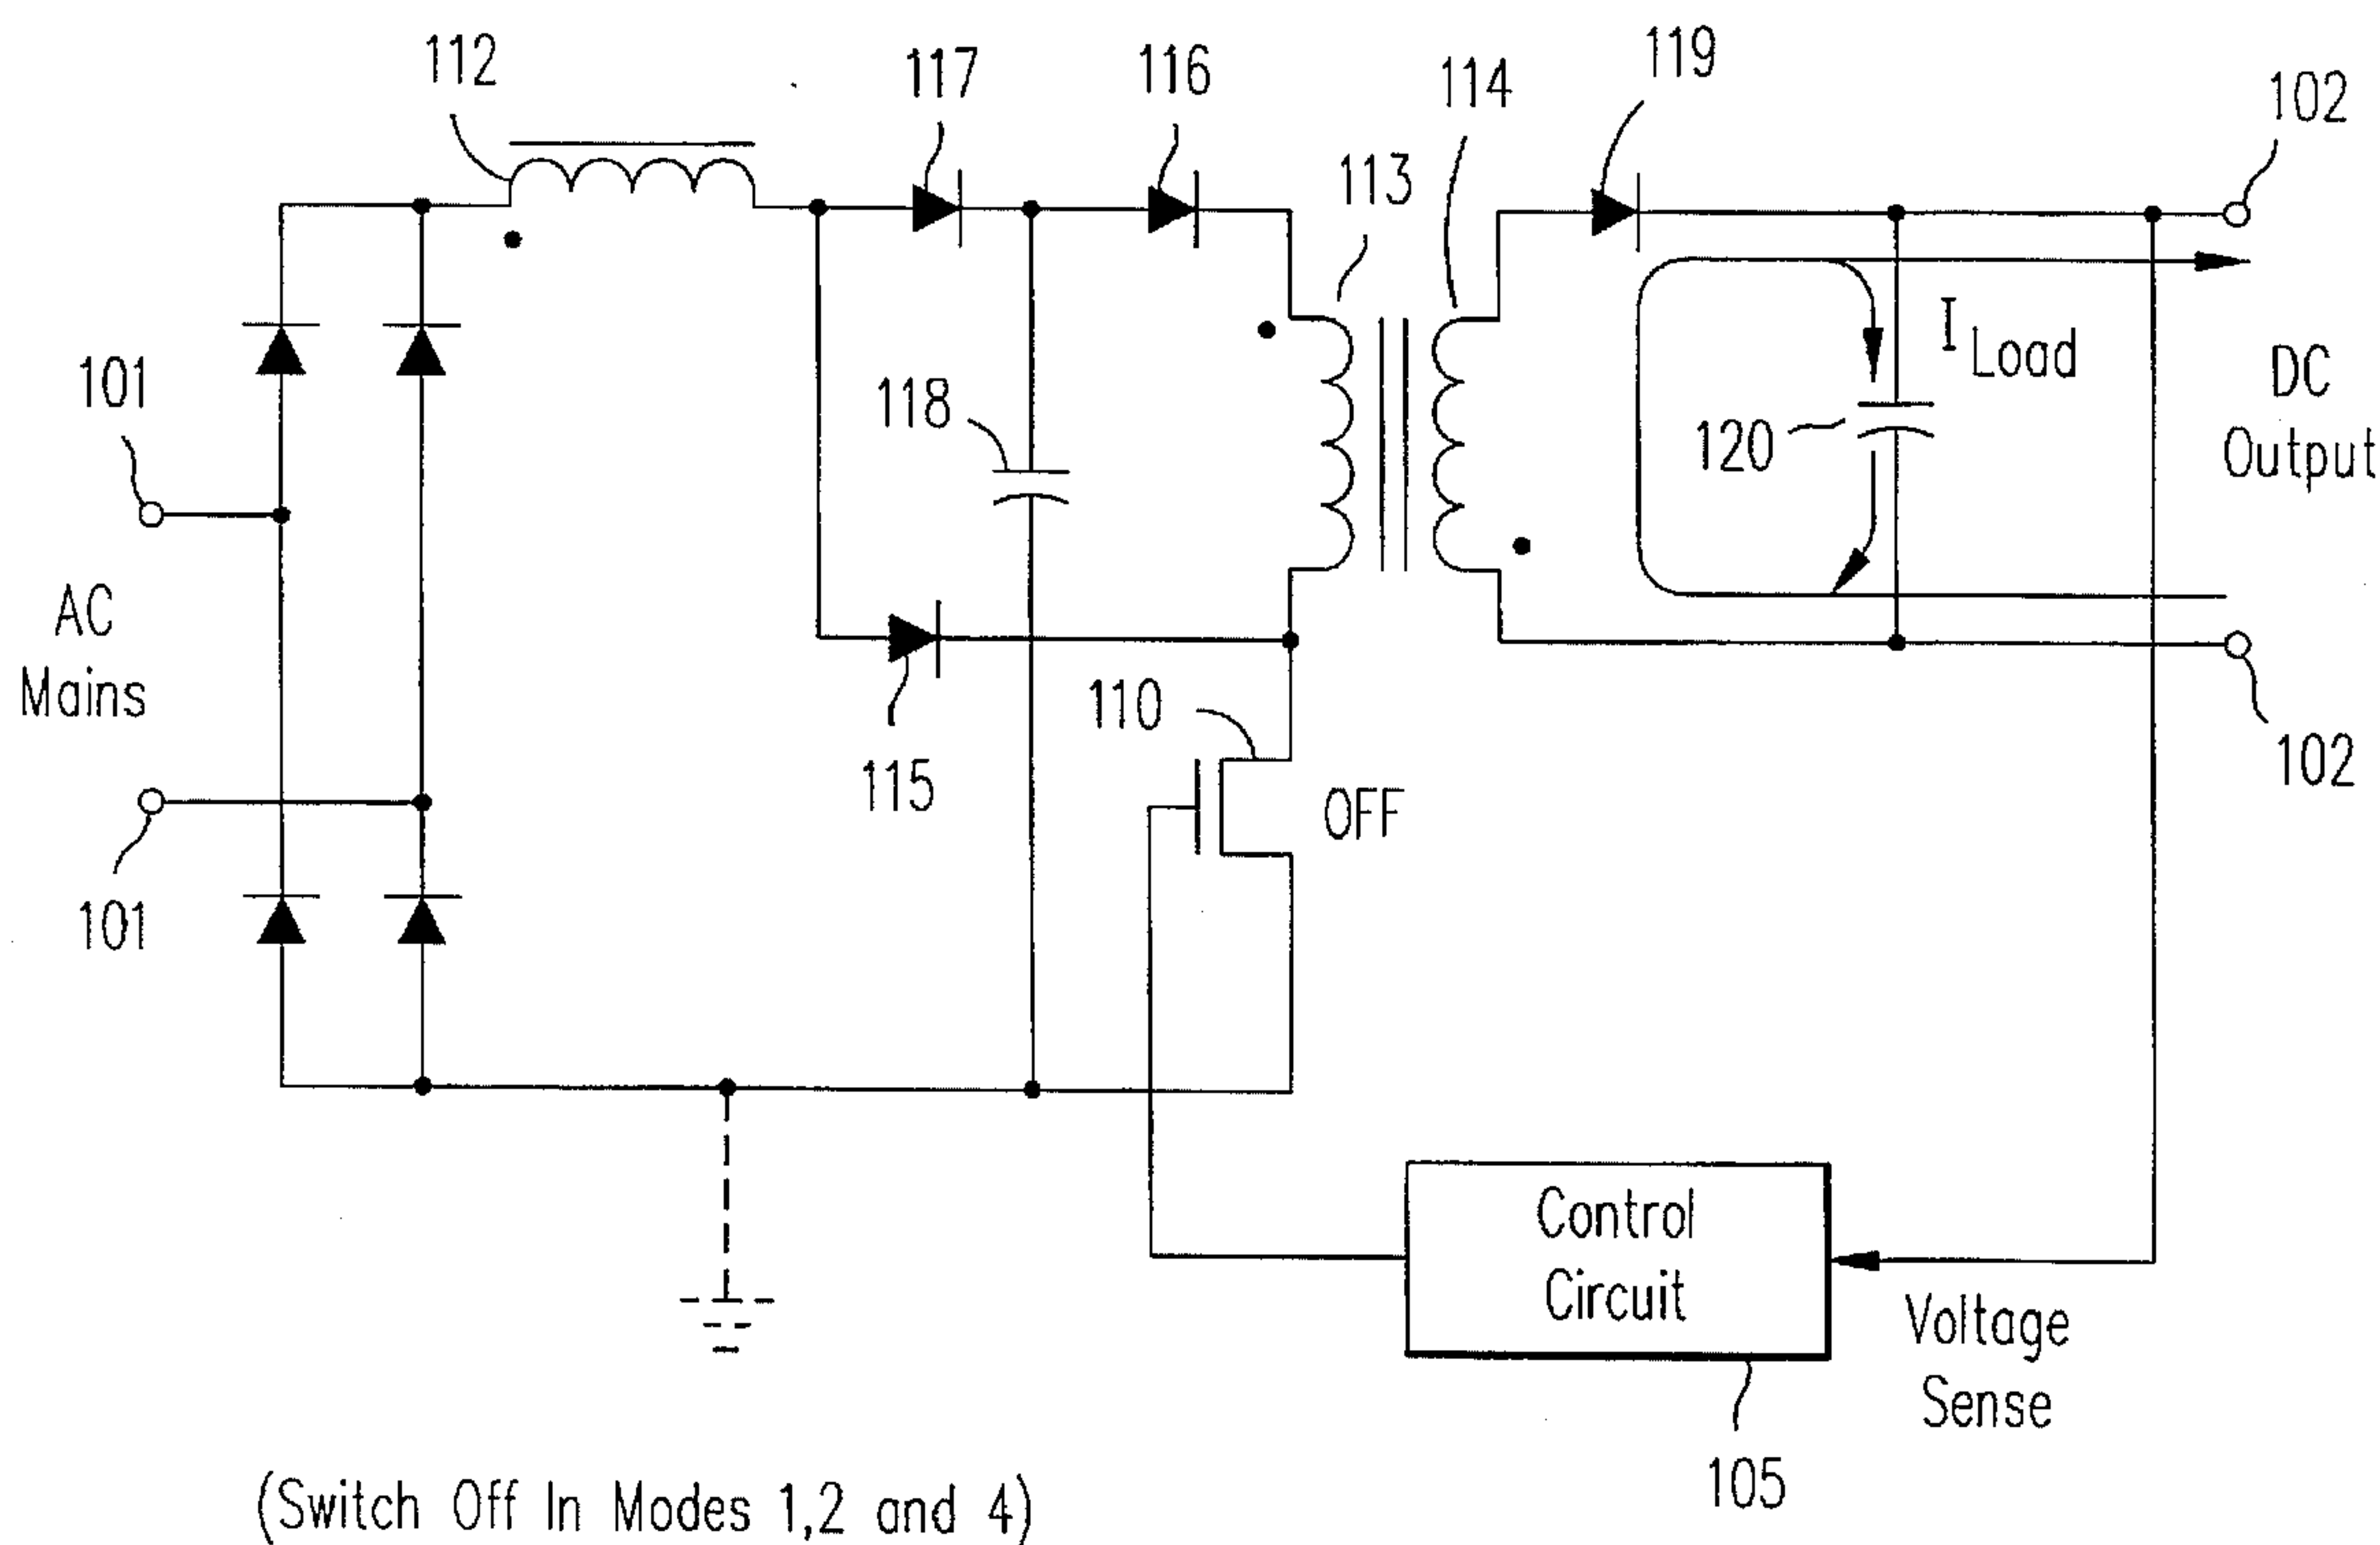 112
117
116
114
119
102
113
101
118
I Load
DC
Output
120
AC
Mains
110
115
OFF
102
101
Control
Circuit
Voltage
Sense
105
(Switch Off In Modes 1,2 and 4)